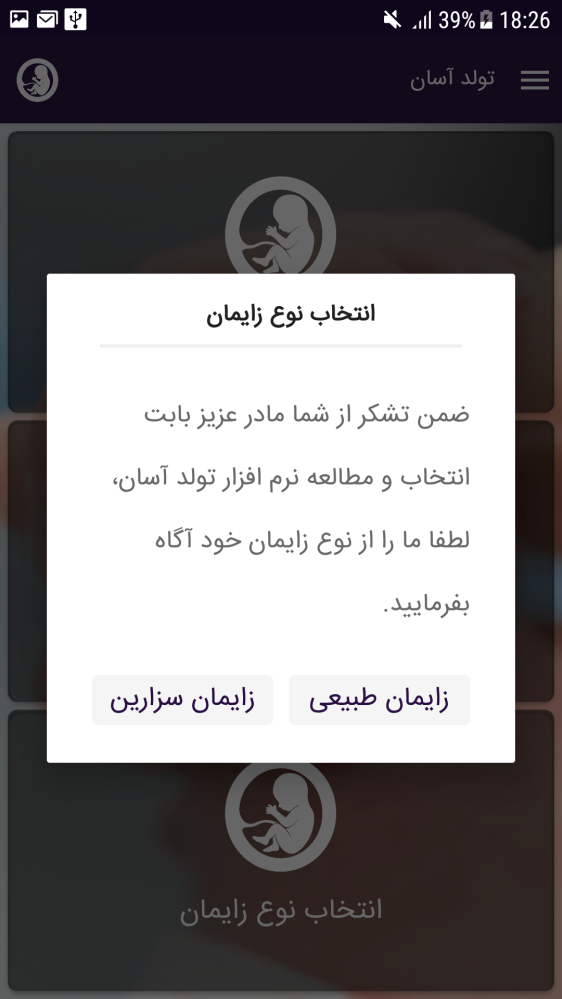 39% 18:26
تولد آسان
انتخاب نوع زایمان
ضمن تشکر از شما مادر عزیز بابت
انتخاب و مطالعه نرم افزار تولد آسان،
لطفا ما را از نوع زایمان خود آگاه
بفرمایید.
زایمان طبیعی
زایمان سزارین
انتخاب نوع زایمان